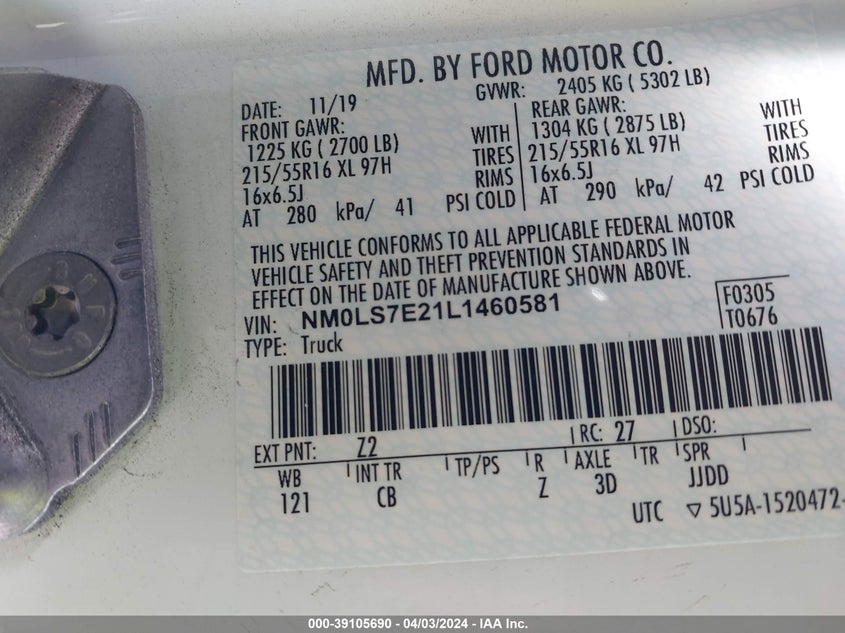 MFD. BY FORD MOTOR CO.
DATE: 11/19 GVWR: 2405 KG ( 5302 LB)
FRONT GAWR: REAR GAWR:
1225 KG ( 2700 LB) WITH 1304 KG ( 2875 LB) WITH
215/55R16 XL 97H TIRES 215/55R16 XL 97H TIRES
16x6.5J RIMS 16x6.5J RIMS
AT 280 kPa/ 41 PSI COLD AT 290 kPa/ 42 PSI COLD
THIS VEHICLE CONFORMS TO ALL APPLICABLE FEDERAL MOTOR
VEHICLE SAFETY AND THEFT PREVENTION STANDARDS IN
EFFECT ON THE DATE OF MANUFACTURE SHOWN ABOVE.
VIN: NM0LS7E21L1460581 F0305
TYPE: Truck T0676
EXT PNT: Z2 RC: 27 DSO:
WB INT TR TP/PS R AXLE TR SPR
121 CB Z 3D JJDD
UTC ▽ 5U5A-1520472-
000-39105690 - 04/03/2024 - IAA Inc.